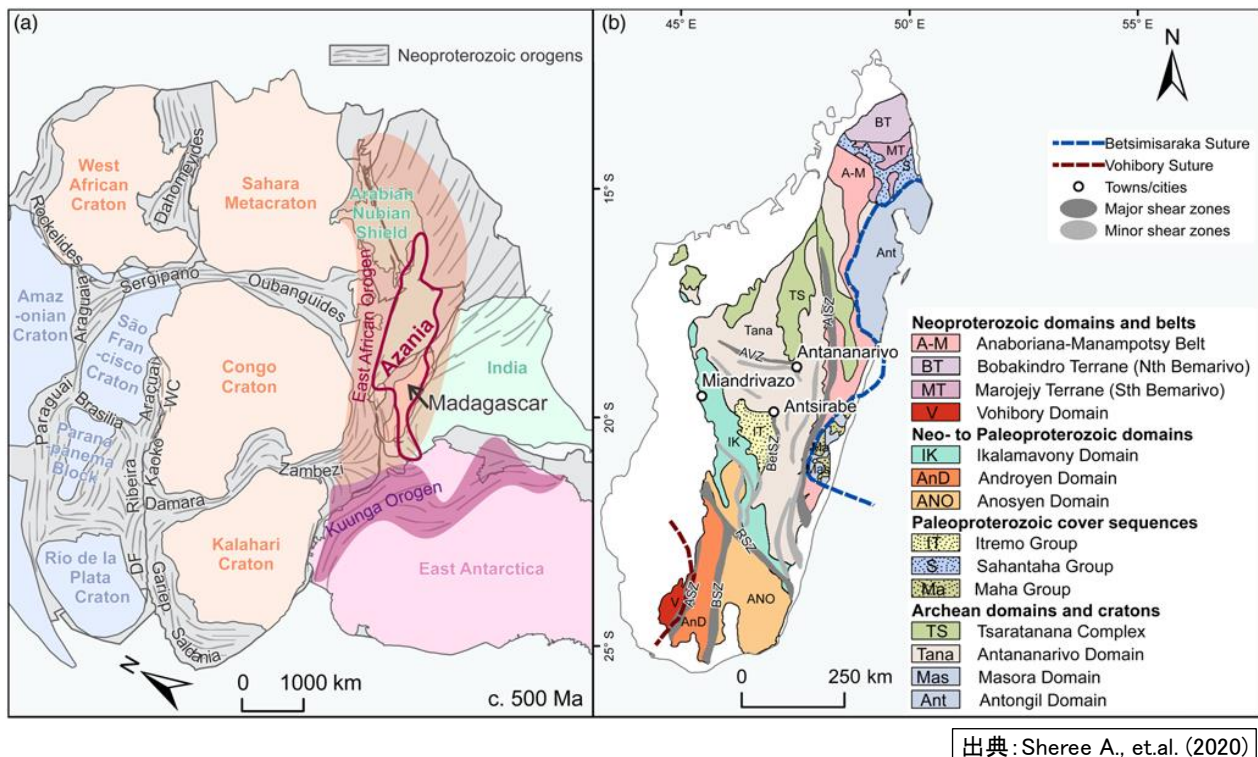 (a)
Neoproterozoic orogens
West
African
Craton
Dahomeydes
Sahara
Metacraton
Arabian
Nubian
Shield
Rockelides
Amaz
-onian
Craton
Araguaia
Sergipano
Oubanguides
East African Orogen
Azania
São
Fran
-cisco
Craton
Araçuari
WC
Congo
Craton
India
Madagascar
Paraguai
Brasilia
Parana
panema
Block
Ribeira
Kaoko
Zambezi
Damara
Kuunga Orogen
Kalahari
Craton
East Antarctica
Rio de la
Plata
Craton
DF
Gariep
Saldania
N
0 1000 km
c. 500 Ma
(b)
45°E
50°E
55°E
N
15°S
20°S
25°S
BT
MT
S
A-M
Ant
TS
AISZ
Tana
AVZ
Antananarivo
Miandrivazo
Antsirabe
IT
IK
BetsSZ
Ma
Mas
RSZ
V
ASZ
AnD
BSZ
ANO
0 250 km
Betsimisaraka Suture
Vohibory Suture
Towns/cities
Major shear zones
Minor shear zones
Neoproterozoic domains and belts
A-M Anaboriana-Manampotsy Belt
BT Bobakindro Terrane (Nth Bemarivo)
MT Marojejy Terrane (Sth Bemarivo)
V Vohibory Domain
Neo- to Paleoproterozoic domains
IK Ikalamavony Domain
AnD Androyen Domain
ANO Anosyen Domain
Paleoproterozoic cover sequences
IT Itremo Group
S Sahantaha Group
Ma Maha Group
Archean domains and cratons
TS Tsaratanana Complex
Tana Antananarivo Domain
Mas Masora Domain
Ant Antongil Domain
出典：Sheree A., et.al. (2020)